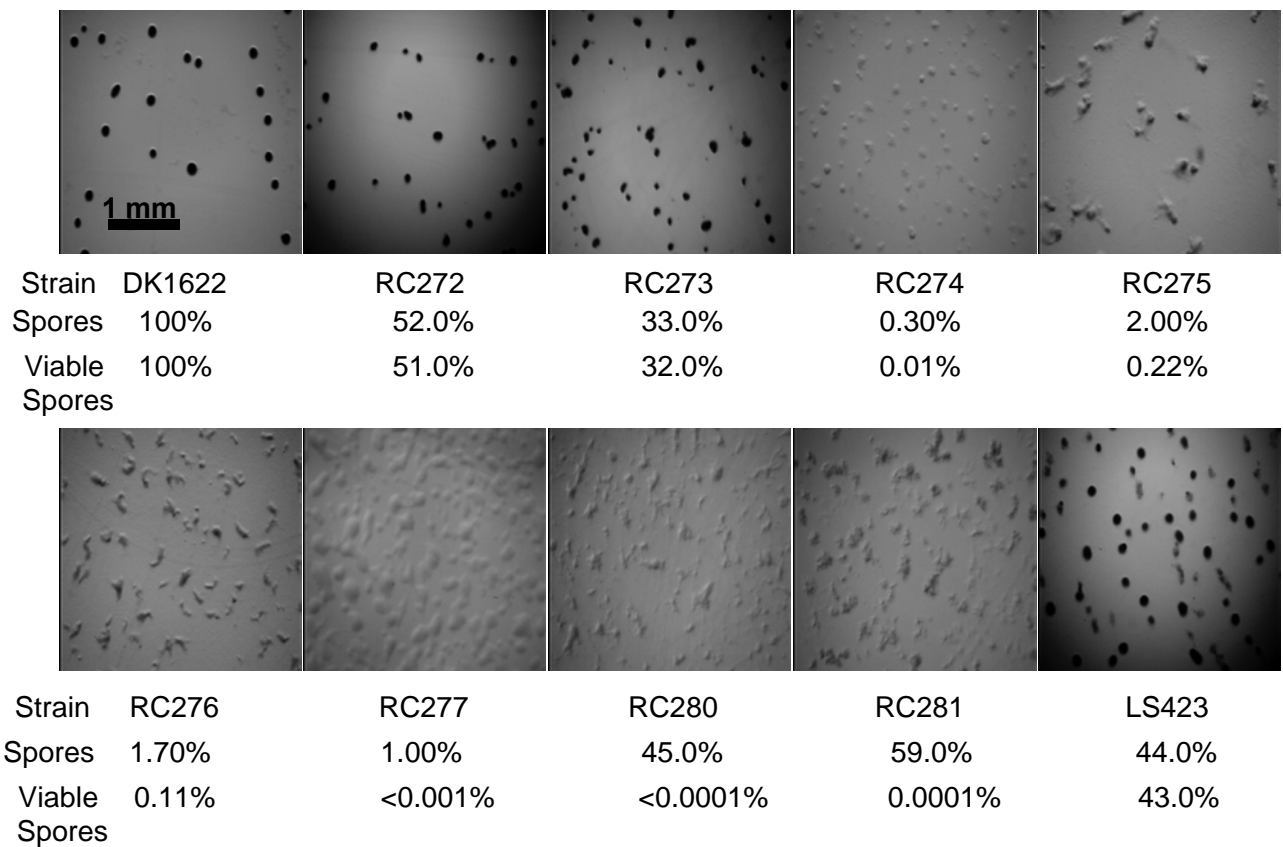 1 mm
Strain DK1622 RC272 RC273 RC274 RC275
Spores 100% 52.0% 33.0% 0.30% 2.00%
Viable 100% 51.0% 32.0% 0.01% 0.22%
Spores
Strain RC276 RC277 RC280 RC281 LS423
Spores 1.70% 1.00% 45.0% 59.0% 44.0%
Viable 0.11% <0.001% <0.0001% 0.0001% 43.0%
Spores